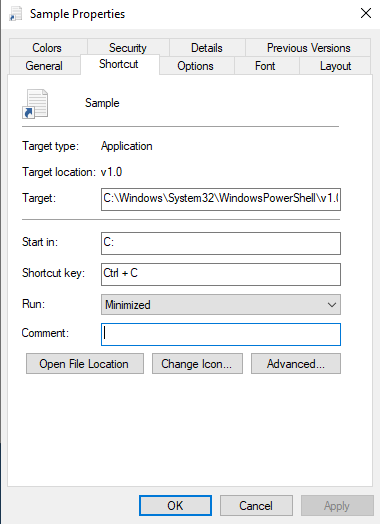 Sample Properties
Colors Security Details Previous Versions
General Shortcut Options Font Layout
Sample
Target type: Application
Target location: v1.0
Target: C:\Windows\System32\WindowsPowerShell\v1.0
Start in: C:
Shortcut key: Ctrl + C
Run: Minimized
Comment:
Open File Location Change Icon... Advanced...
OK Cancel Apply